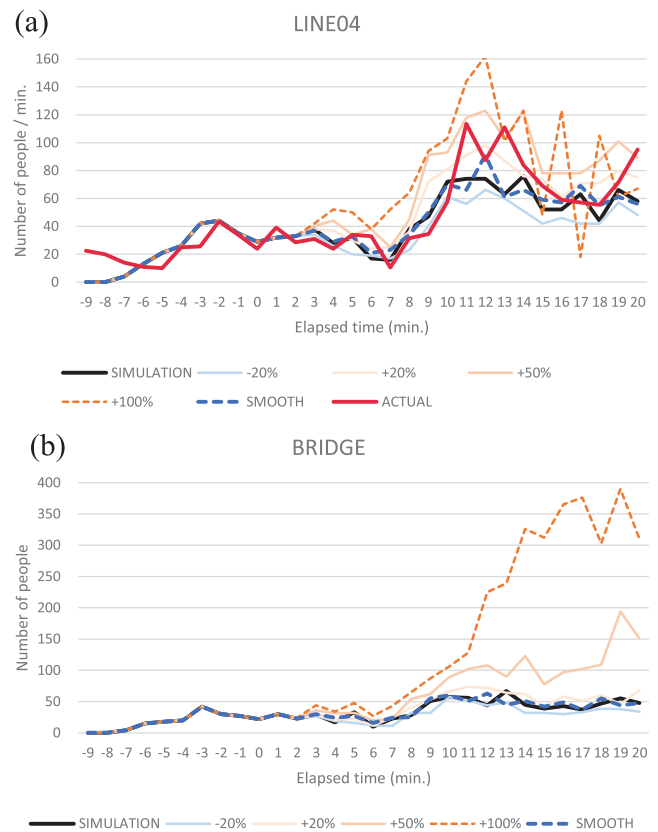 (a)
LINE04
Number of people / min.
160
140
120
100
80
60
40
20
0
-9 -8 -7 -6 -5 -4 -3 -2 -1 0 1 2 3 4 5 6 7 8 9 10 11 12 13 14 15 16 17 18 19 20
Elapsed time (min.)
SIMULATION -20% +20% +50%
+100% SMOOTH ACTUAL
(b)
BRIDGE
Number of people
400
350
300
250
200
150
100
50
0
-9 -8 -7 -6 -5 -4 -3 -2 -1 0 1 2 3 4 5 6 7 8 9 10 11 12 13 14 15 16 17 18 19 20
Elapsed time (min.)
SIMULATION -20% +20% +50% +100% SMOOTH